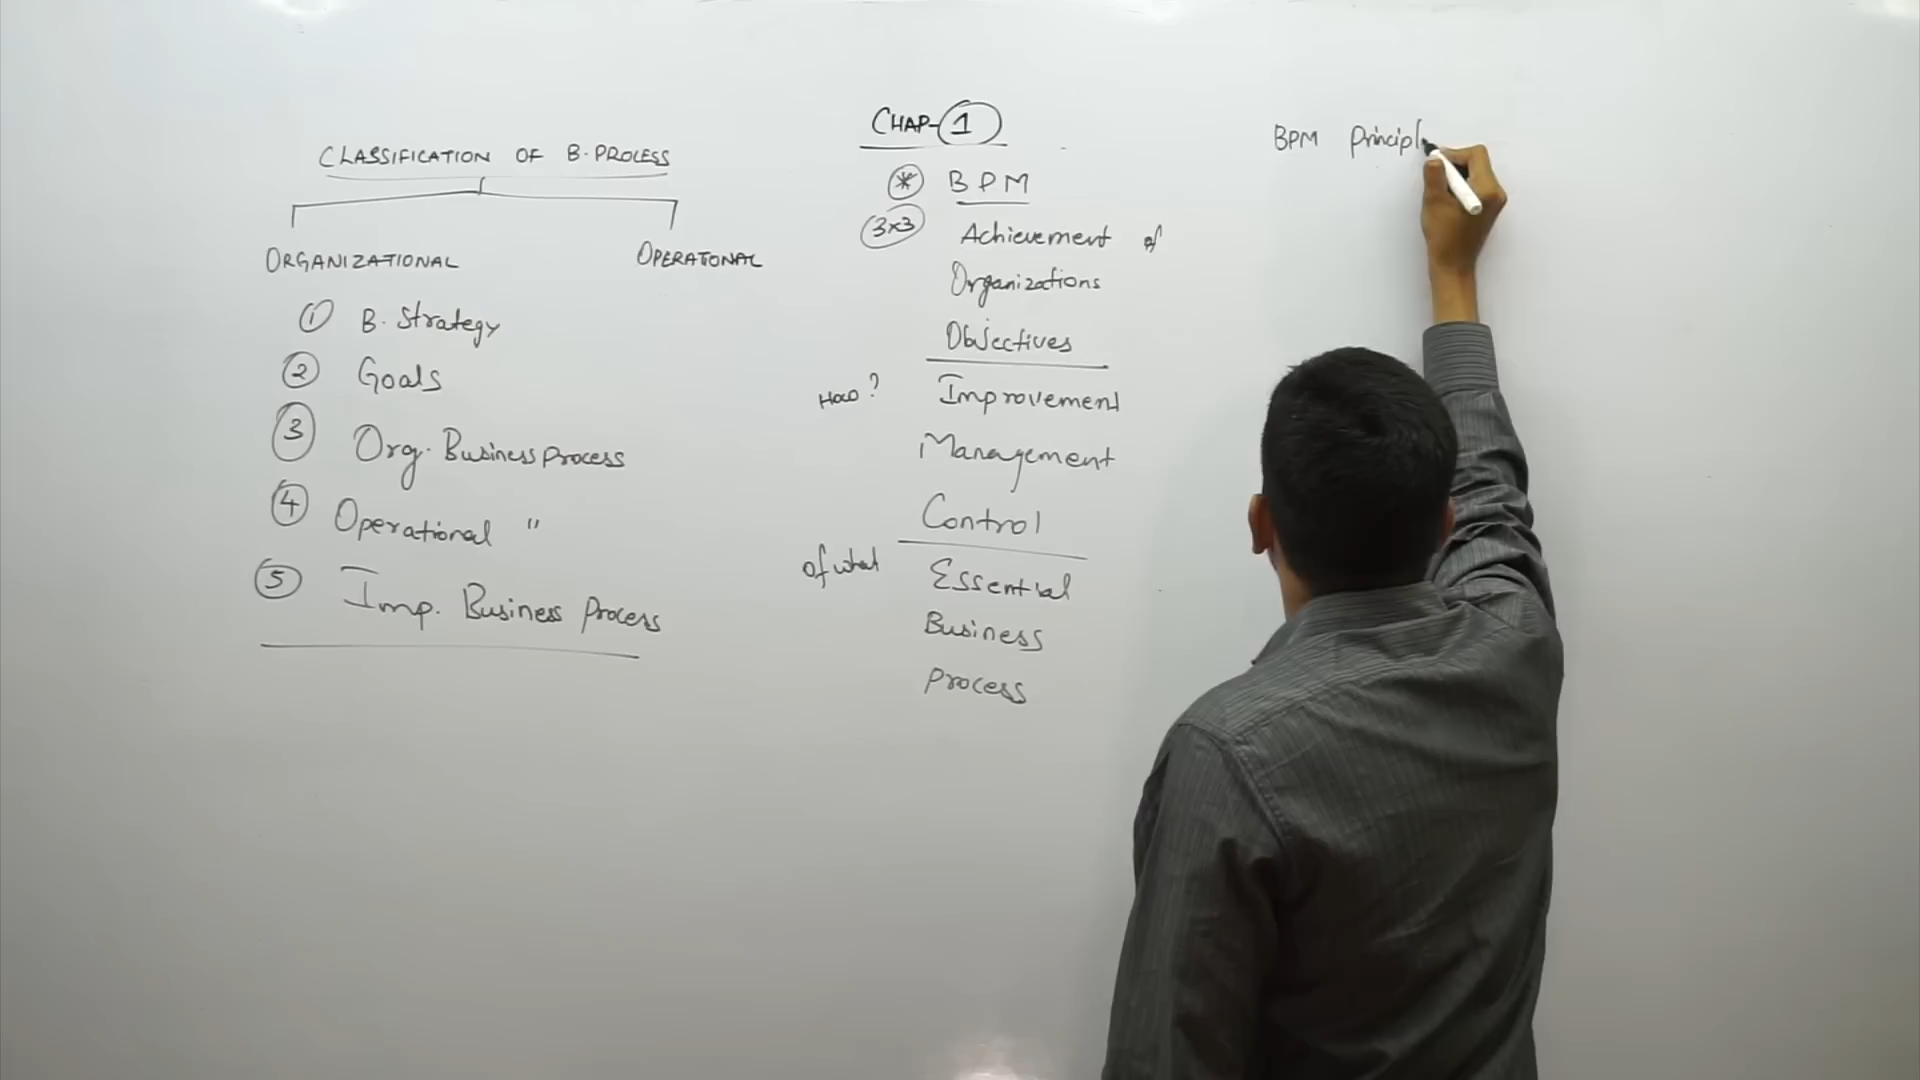 CLASSIFICATION OF B.PROCESS
ORGANIZATIONAL OPERATONAL
1 B. Strategy
2 Goals
3 Org. Business process
4 Operational "
5 Imp. Business process
CHAP-1
* BPM
3x3 Achievement of
Organizations
Objectives
How? Improvement
Management
Control
of what Essential
Business
process
BPM Principl